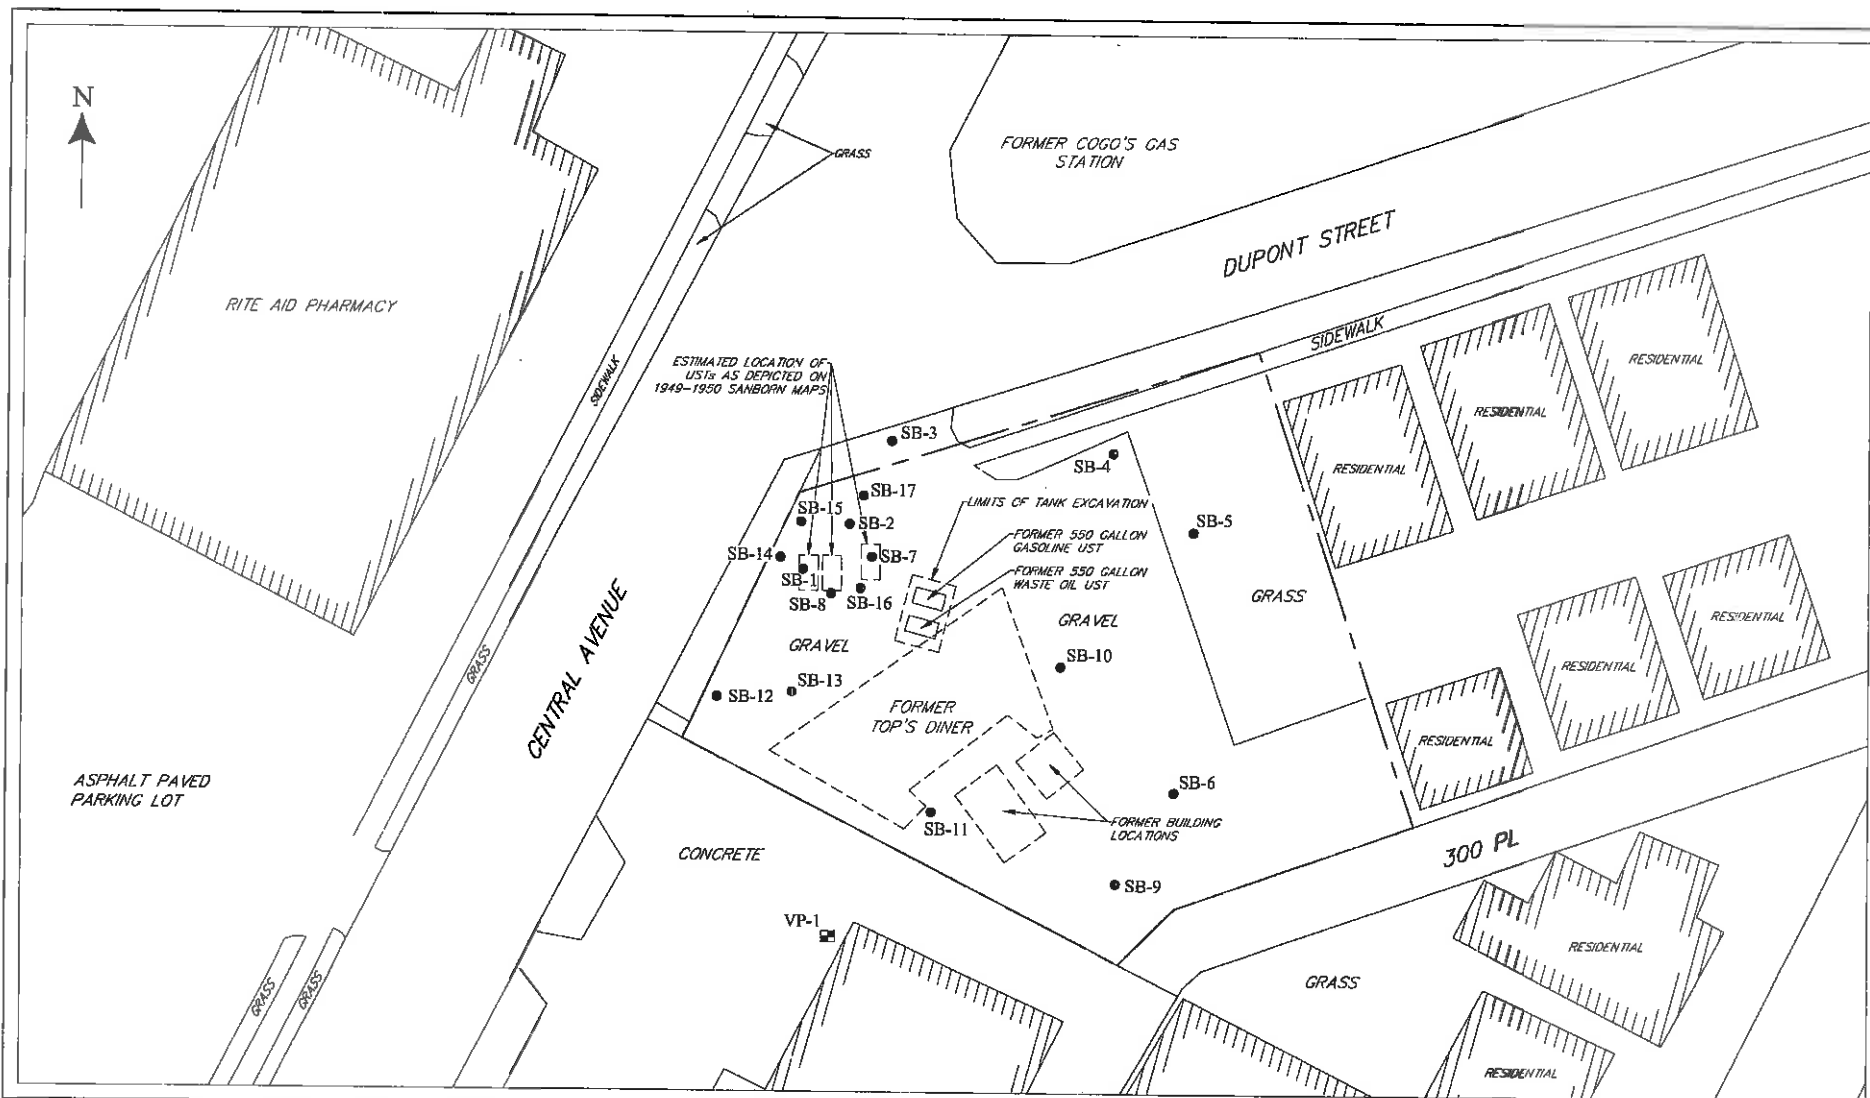 N
GRASS
FORMER COGO'S GAS
STATION
DUPONT STREET
RITE AID PHARMACY
SIDEWALK
SIDEWALK
ESTIMATED LOCATION OF
USTs AS DEPICTED ON
1949-1950 SANBORN MAPS
RESIDENTIAL
RESIDENTIAL
RESIDENTIAL
SB-3
SB-4
SB-17
SB-15
SB-2
LIMITS OF TANK EXCAVATION
SB-5
FORMER 550 GALLON
GASOLINE UST
SB-14
SB-7
SB-1
FORMER 550 GALLON
WASTE OIL UST
SB-8
SB-16
GRASS
GRAVEL
GRAVEL
RESIDENTIAL
RESIDENTIAL
RESIDENTIAL
GRASS
CENTRAL AVENUE
SB-10
SB-12
SB-13
FORMER
TOP'S DINER
ASPHALT PAVED
PARKING LOT
SB-6
SB-11
FORMER BUILDING
LOCATIONS
CONCRETE
300 PL
SB-9
VP-1
RESIDENTIAL
GRASS
GRASS
GRASS
RESIDENTIAL